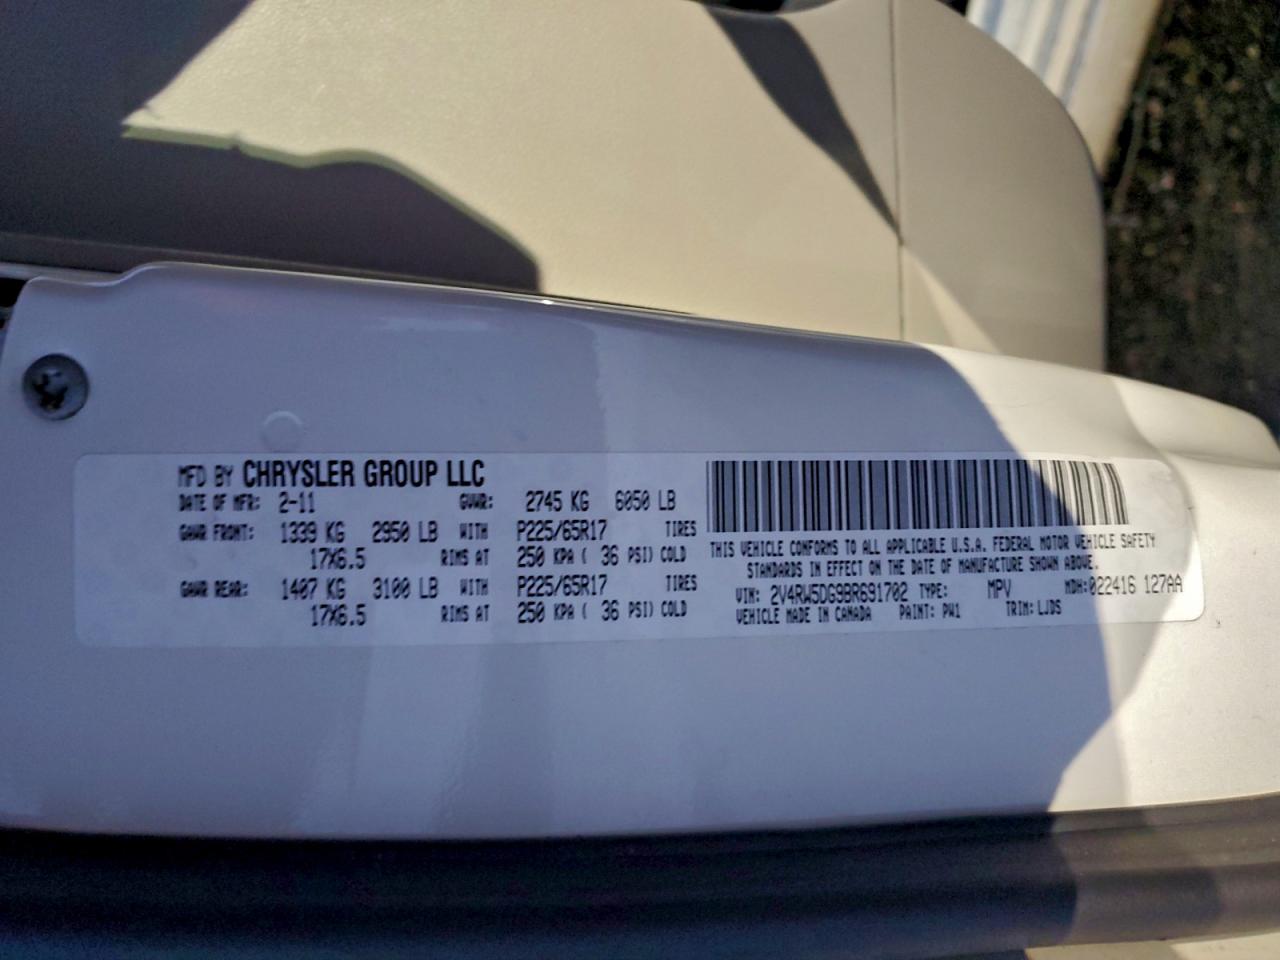 MFD BY CHRYSLER GROUP LLC
DATE OF MFR: 2-11 GVWR: 2745 KG 6050 LB
GAWR FRONT: 1339 KG 2950 LB WITH P225/65R17 TIRES
17X6.5 RIMS AT 250 KPA ( 36 PSI) COLD
GAWR REAR: 1407 KG 3100 LB WITH P225/65R17 TIRES
17X6.5 RIMS AT 250 KPA ( 36 PSI) COLD
THIS VEHICLE CONFORMS TO ALL APPLICABLE U.S.A. FEDERAL MOTOR VEHICLE SAFETY
STANDARDS IN EFFECT ON THE DATE OF MANUFACTURE SHOWN ABOVE.
VIN: 2V4RW5DG9BR691702 TYPE: MPV MDH:022416 127AA
VEHICLE MADE IN CANADA PAINT: PW1 TRIM: LJDS